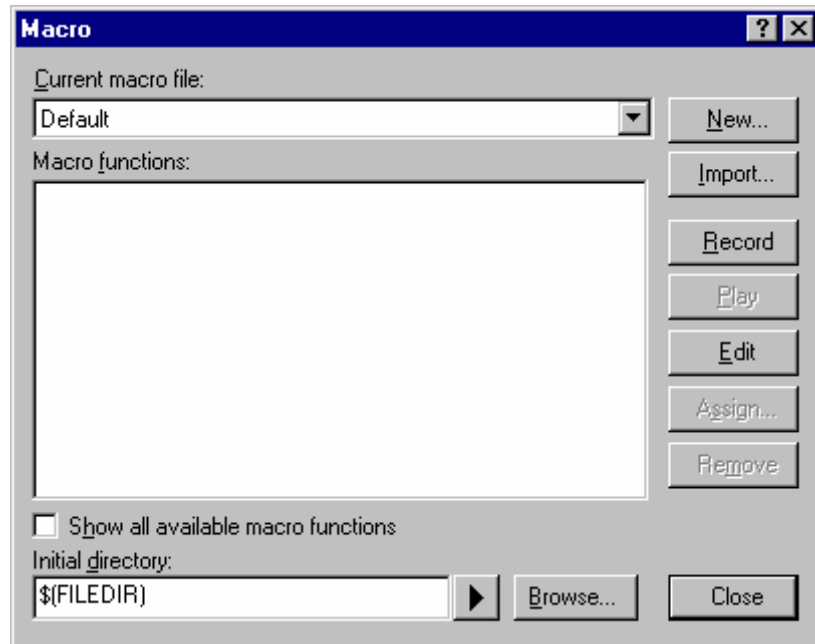 Macro
Current macro file:
Default
New...
Macro functions:
Import...
Record
Play
Edit
Assign...
Remove
Show all available macro functions
Initial directory:
$(FILEDIR)
Browse...
Close